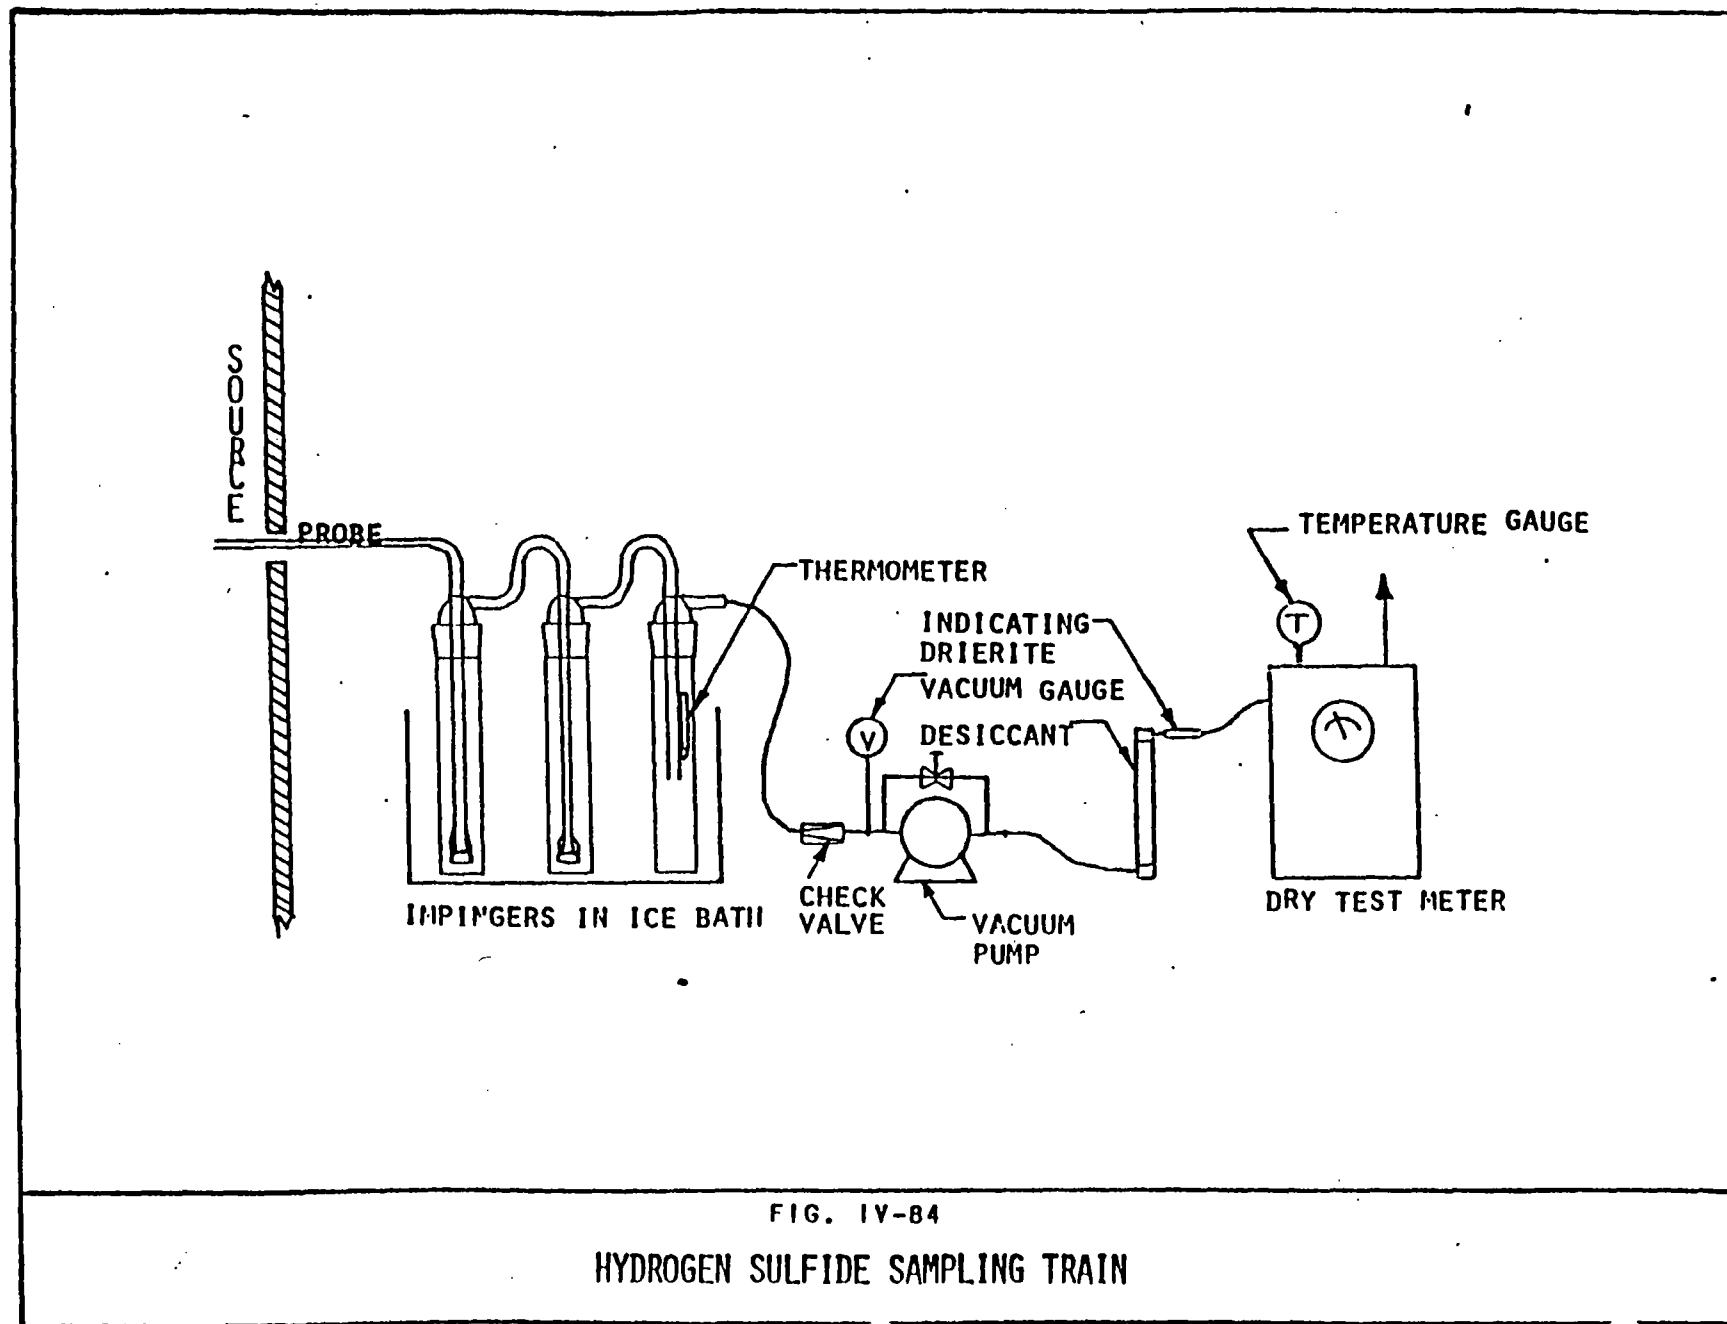 SOURCE
PROBE
THERMOMETER
TEMPERATURE GAUGE
T
INDICATING
DRIERITE
VACUUM GAUGE
V
DESICCANT
IMPINGERS IN ICE BATH
CHECK
VALVE
VACUUM
PUMP
DRY TEST METER
FIG. IV-84
HYDROGEN SULFIDE SAMPLING TRAIN